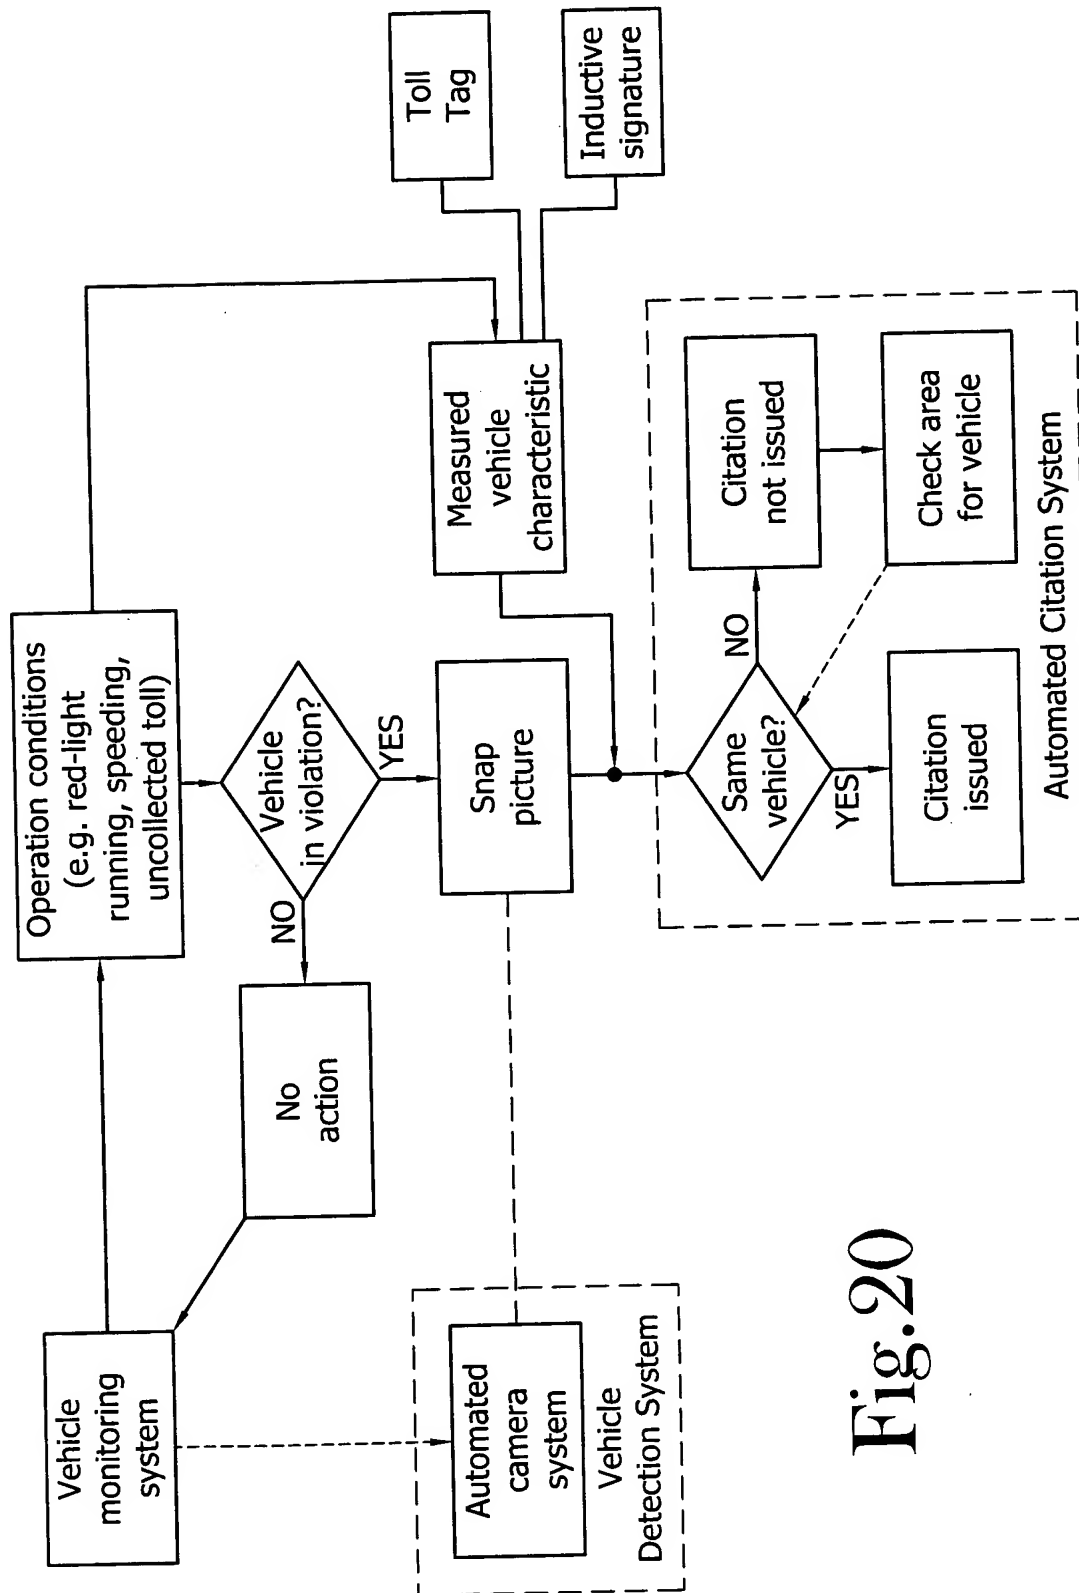 Vehicle
monitoring
system
Operation conditions
(e.g. red-light
running, speeding,
uncollected toll)
Vehicle
in violation?
NO
YES
No
action
Snap
picture
Automated
camera
system
Vehicle
Detection System
Measured
vehicle
characteristic
Toll
Tag
Inductive
signature
Same
vehicle?
NO
YES
Citation
not issued
Check area
for vehicle
Citation
issued
Automated Citation System
Fig.20